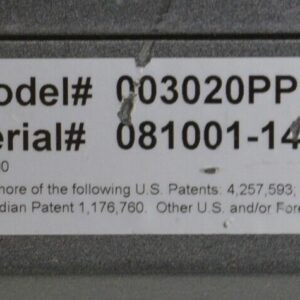 odel# 003020PP
erial# 081001-14
0
more of the following U.S. Patents: 4,257,593;
dian Patent 1,176,760. Other U.S. and/or Fore